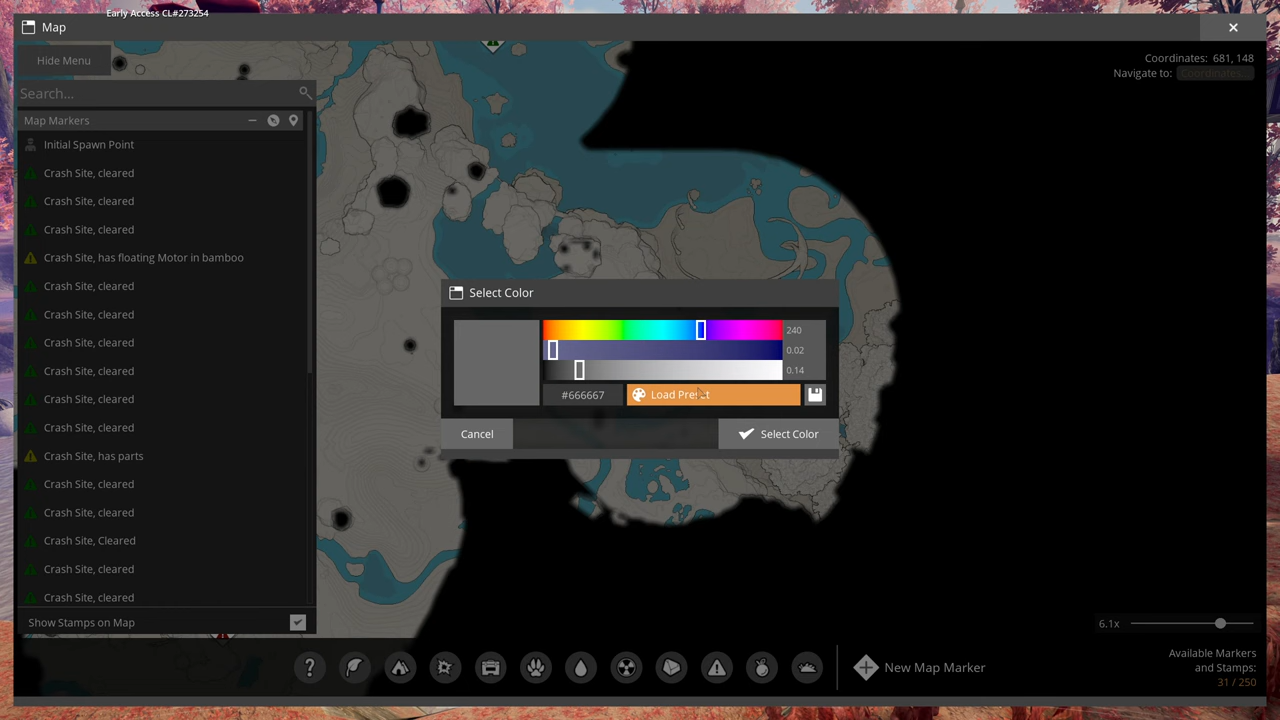 Early Access CL#273254
Map
Hide Menu
Coordinates: 681, 148
Navigate to: Coordinates...
Search...
Map Markers
Initial Spawn Point
Crash Site, cleared
Crash Site, cleared
Crash Site, cleared
Crash Site, has floating Motor in bamboo
Crash Site, cleared
Crash Site, cleared
Crash Site, cleared
Crash Site, cleared
Crash Site, cleared
Crash Site, cleared
Crash Site, has parts
Crash Site, cleared
Crash Site, cleared
Crash Site, Cleared
Crash Site, cleared
Crash Site, cleared
Show Stamps on Map
Select Color
240
0.02
0.14
#666667
Load Preset
Cancel
Select Color
6.1x
New Map Marker
Available Markers
and Stamps:
31 / 250